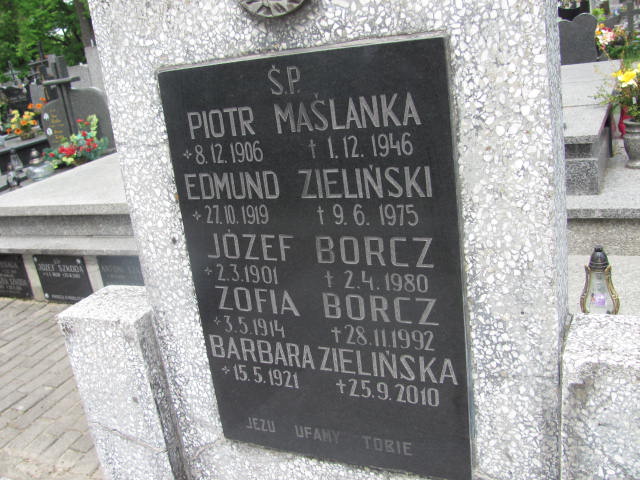 Ś.P.
PIOTR MAŚLANKA
+8.12.1906 †1.12.1946
EDMUND ZIELIŃSKI
+27.10.1919 †9.6.1975
JÓZEF BORCZ
+2.3.1901 †2.4.1980
ZOFIA BORCZ
+3.5.1914 †28.11.1992
BARBARA ZIELIŃSKA
+15.5.1921 †25.9.2010
JEZU UFAMY TOBIE
JÓZEF SZKODA